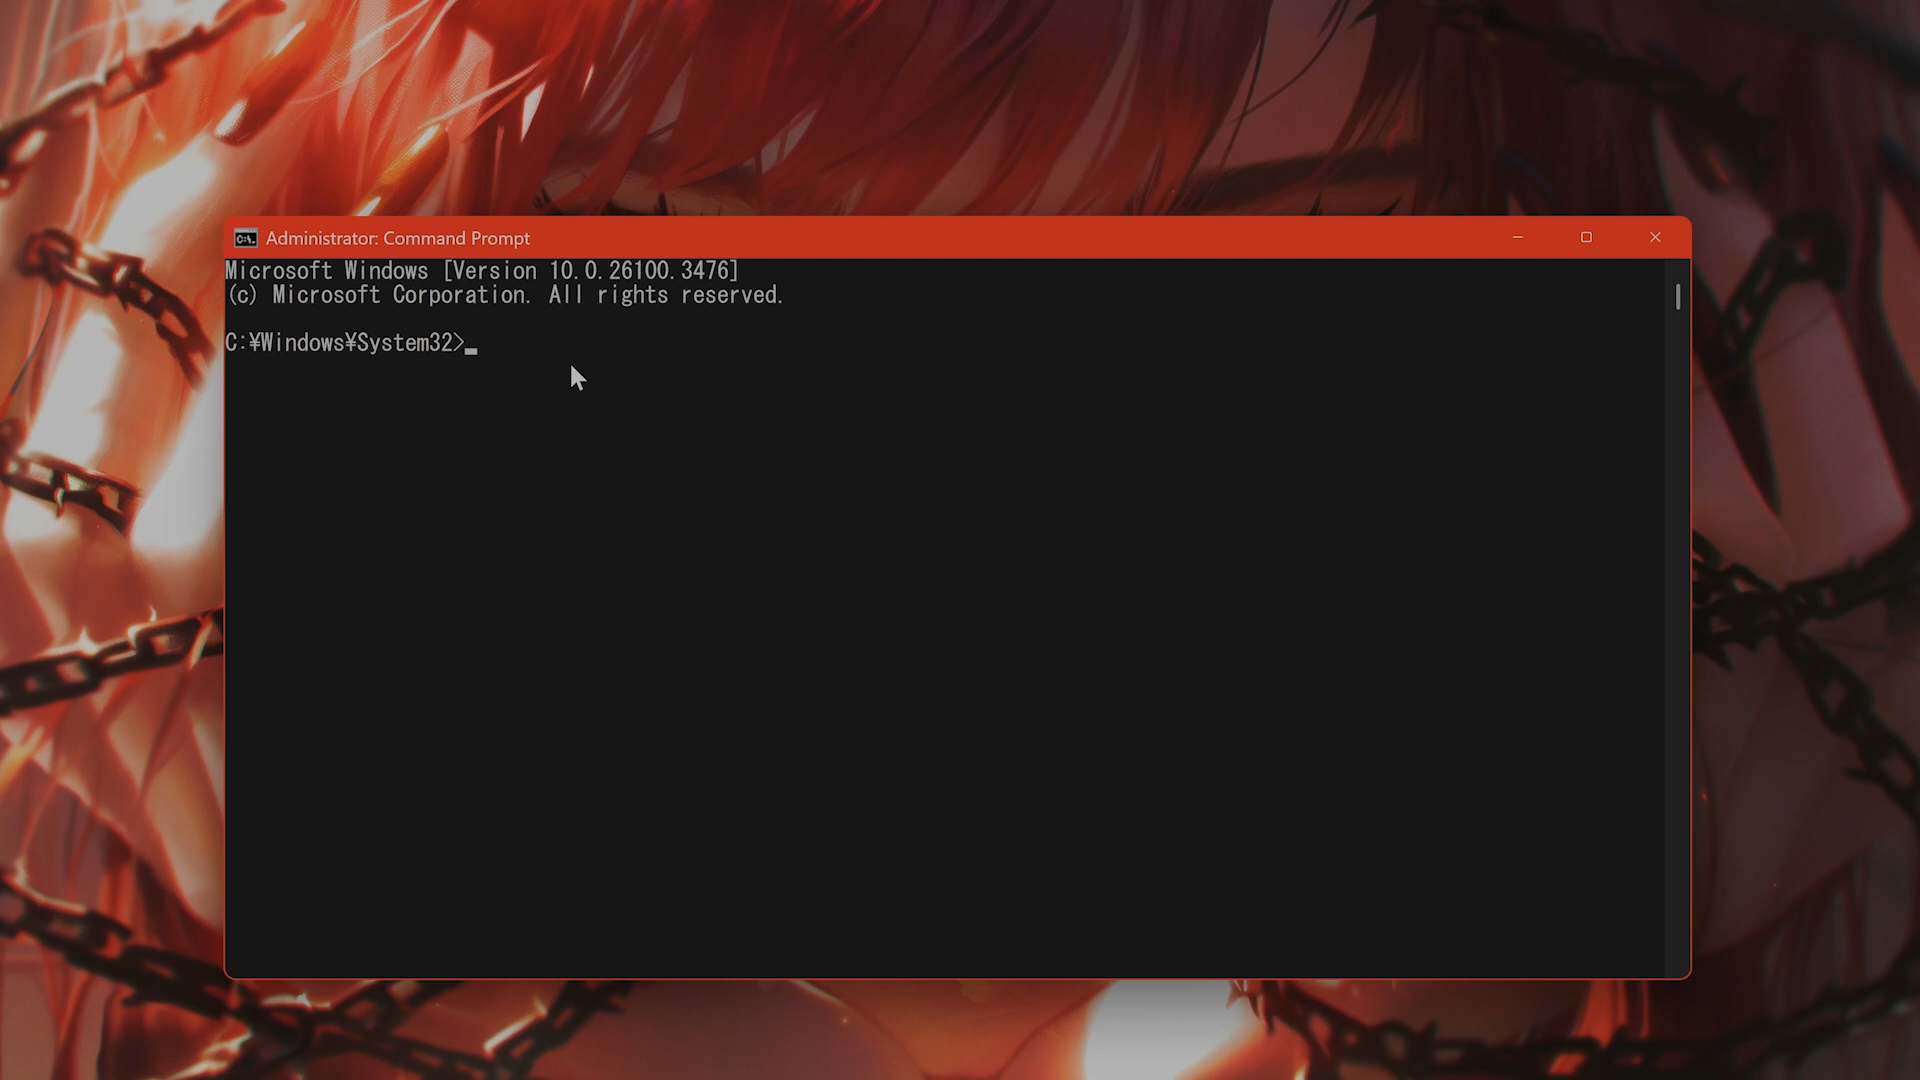 Administrator: Command Prompt
Microsoft Windows [Version 10.0.26100.3476]
(c) Microsoft Corporation. All rights reserved.
C:¥Windows¥System32>